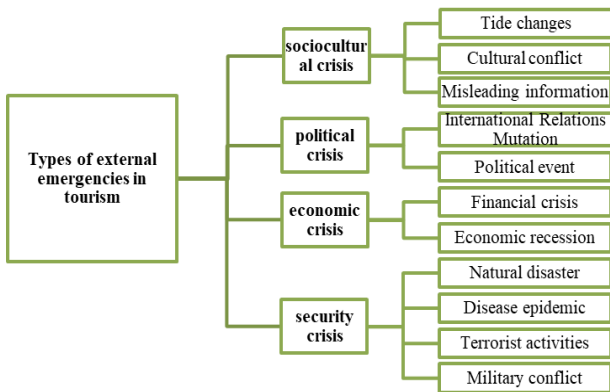 Types of external
emergencies in
tourism
sociocultur
al crisis
Tide changes
Cultural conflict
Misleading information
political
crisis
International Relations
Mutation
Political event
economic
crisis
Financial crisis
Economic recession
security
crisis
Natural disaster
Disease epidemic
Terrorist activities
Military conflict